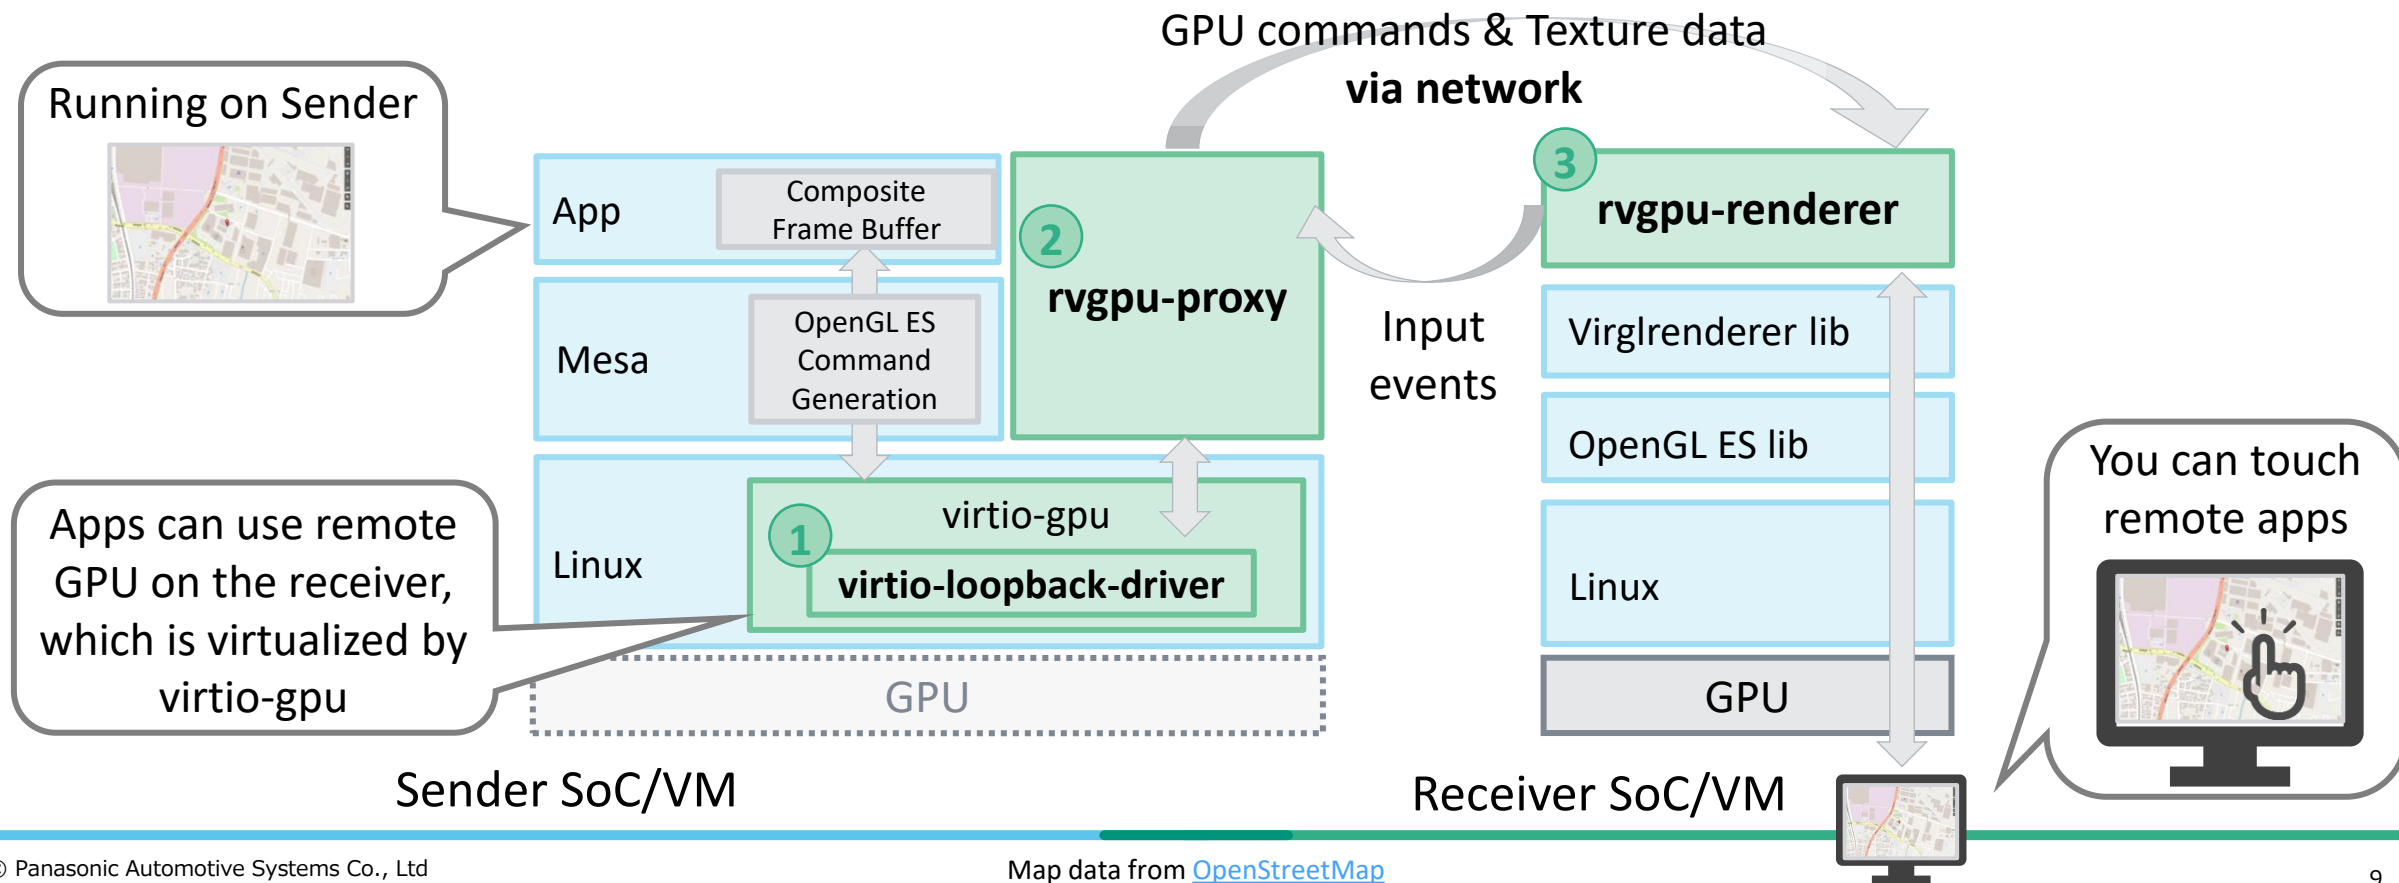 GPU commands & Texture data
via network
Running on Sender
App
Composite
Frame Buffer
2
rvgpu-proxy
3
rvgpu-renderer
Mesa
OpenGL ES
Command
Generation
Input
events
Virglrenderer lib
OpenGL ES lib
You can touch
remote apps
Apps can use remote
GPU on the receiver,
which is virtualized by
virtio-gpu
Linux
1
virtio-gpu
virtio-loopback-driver
Linux
GPU
GPU
Sender SoC/VM
Receiver SoC/VM
© Panasonic Automotive Systems Co., Ltd
Map data from OpenStreetMap
9